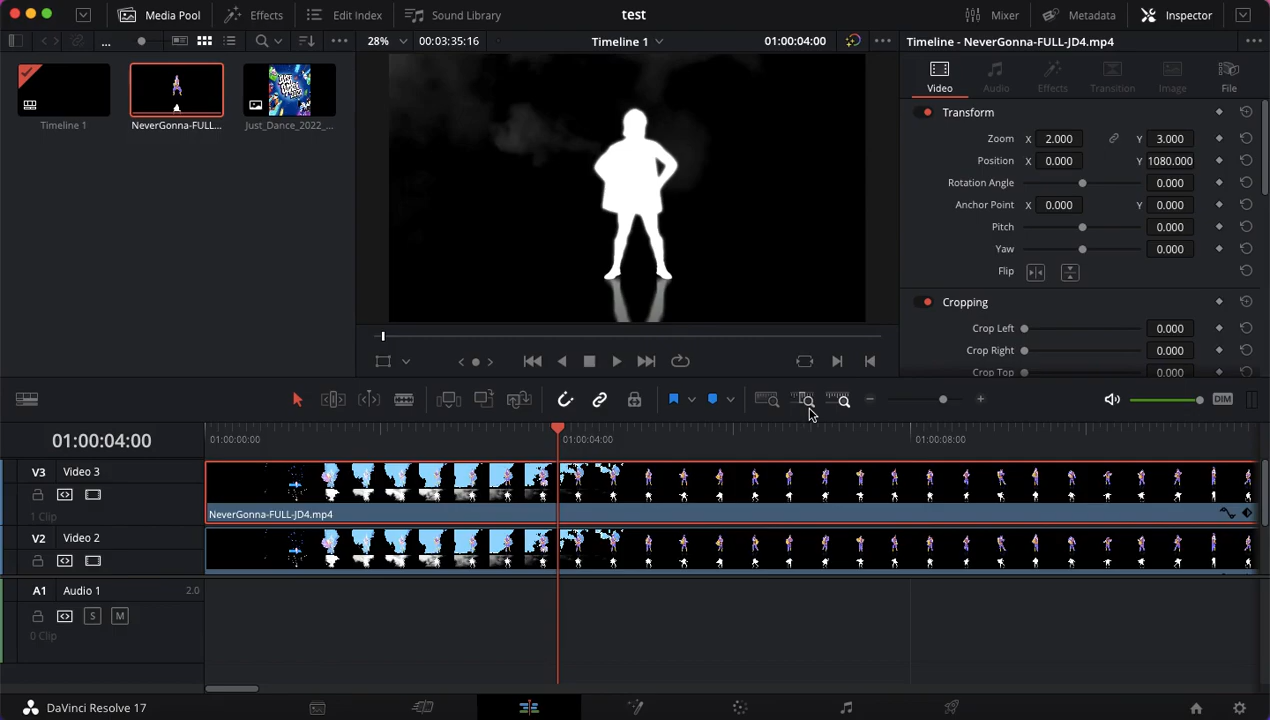 Media Pool
Effects
Edit Index
Sound Library
test
Mixer
Metadata
Inspector
...
28%
00:03:35:16
Timeline 1
01:00:04:00
Timeline - NeverGonna-FULL-JD4.mp4
Timeline 1
NeverGonna-FULL...
Just_Dance_2022_...
JUST DANCE 2022
Video
Audio
Effects
Transition
Image
File
Transform
Zoom X 2.000 Y 3.000
Position X 0.000 Y 1080.000
Rotation Angle 0.000
Anchor Point X 0.000 Y 0.000
Pitch 0.000
Yaw 0.000
Flip
Cropping
Crop Left 0.000
Crop Right 0.000
Crop Top 0.000
DIM
01:00:04:00
01:00:00:00
01:00:04:00
01:00:08:00
V3 Video 3
1 Clip
NeverGonna-FULL-JD4.mp4
V2 Video 2
A1 Audio 1 2.0
S M
0 Clip
DaVinci Resolve 17